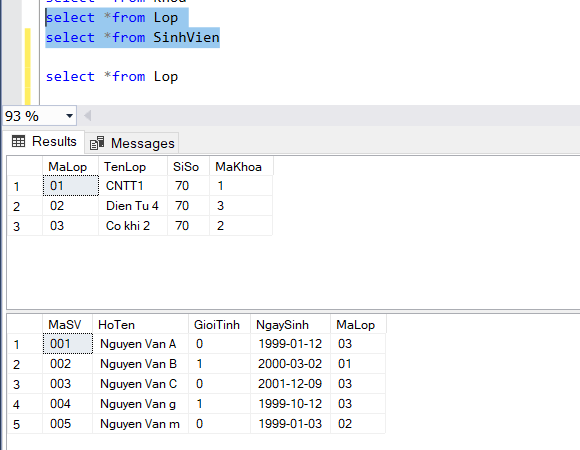 select *from Lop
select *from SinhVien
select *from Lop
93 %
Results Messages
MaLop TenLop SiSo MaKhoa
1 01 CNTT1 70 1
2 02 Dien Tu 4 70 3
3 03 Co khi 2 70 2
MaSV HoTen GioiTinh NgaySinh MaLop
1 001 Nguyen Van A 0 1999-01-12 03
2 002 Nguyen Van B 1 2000-03-02 01
3 003 Nguyen Van C 0 2001-12-09 03
4 004 Nguyen Van g 1 1999-10-12 03
5 005 Nguyen Van m 0 1999-01-03 02